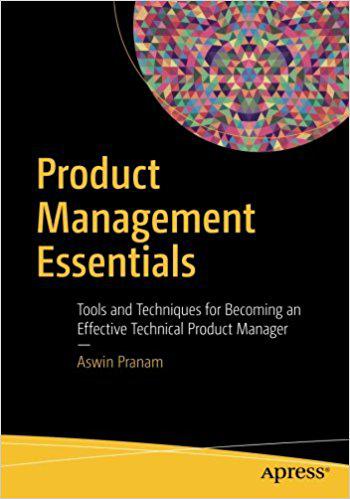 Product
Management
Essentials
Tools and Techniques for Becoming an
Effective Technical Product Manager
—
Aswin Pranam
Apress®